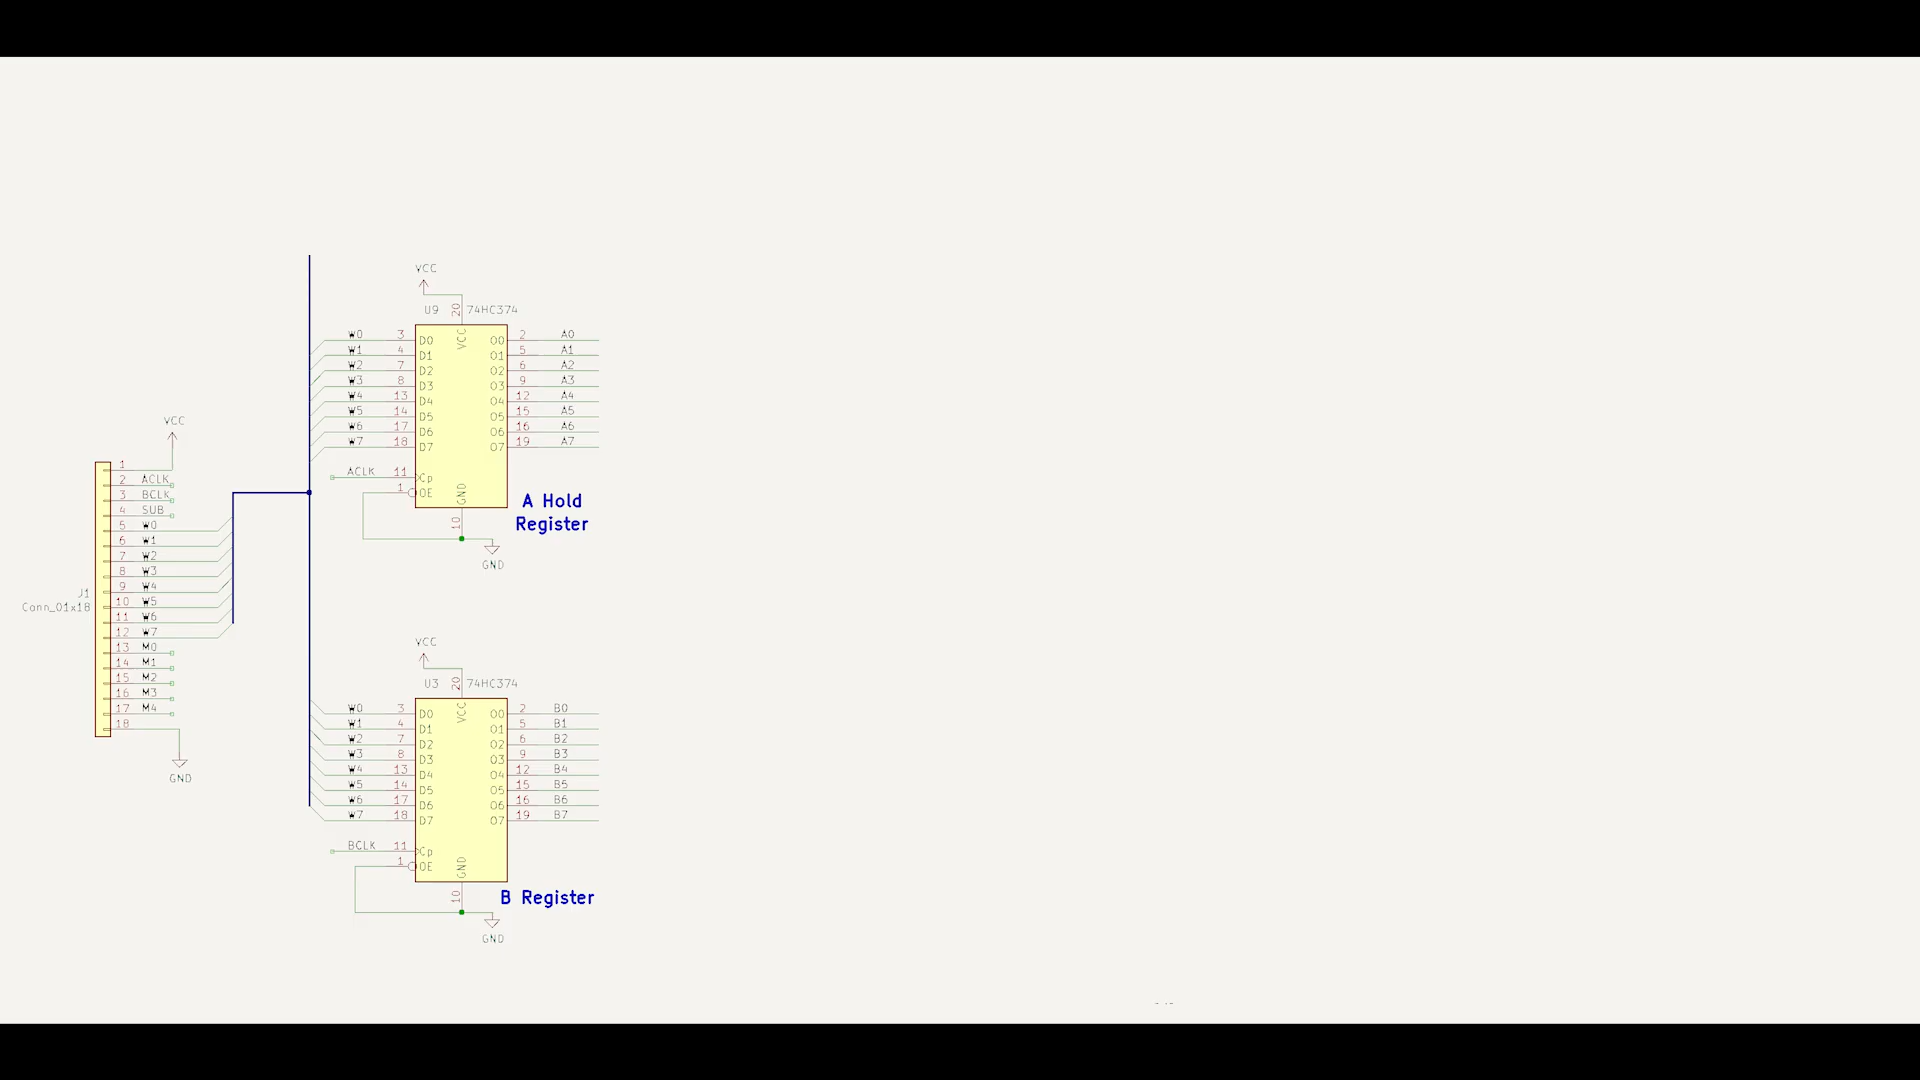 VCC
1
2 ACLK
3 BCLK
4 SUB
5 W0
6 W1
7 W2
8 W3
9 W4
10 W5
11 W6
12 W7
13 M0
14 M1
15 M2
16 M3
17 M4
18
GND
J1
Conn_01x18
VCC
U9 20 74HC374
VCC
W0 3 D0 O0 2 A0
W1 4 D1 O1 5 A1
W2 7 D2 O2 6 A2
W3 8 D3 O3 9 A3
W4 13 D4 O4 12 A4
W5 14 D5 O5 15 A5
W6 17 D6 O6 16 A6
W7 18 D7 O7 19 A7
ACLK 11 Cp
1 OE GND
10
GND
A Hold
Register
VCC
U3 20 74HC374
VCC
W0 3 D0 O0 2 B0
W1 4 D1 O1 5 B1
W2 7 D2 O2 6 B2
W3 8 D3 O3 9 B3
W4 13 D4 O4 12 B4
W5 14 D5 O5 15 B5
W6 17 D6 O6 16 B6
W7 18 D7 O7 19 B7
BCLK 11 Cp
1 OE GND
10
GND
B Register